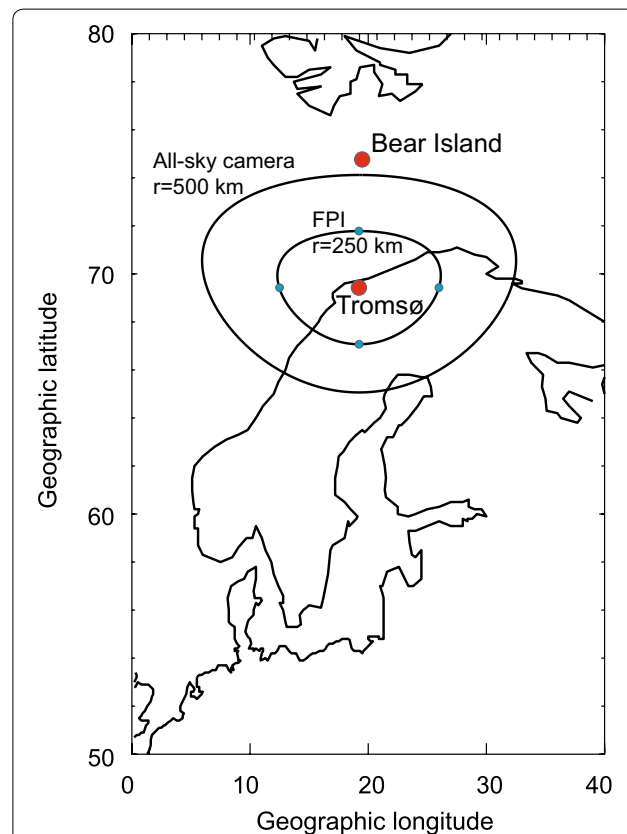 80
Bear Island
All-sky camera
r=500 km
FPI
r=250 km
70
Tromsø
Geographic latitude
60
50
0
10
20
30
40
Geographic longitude